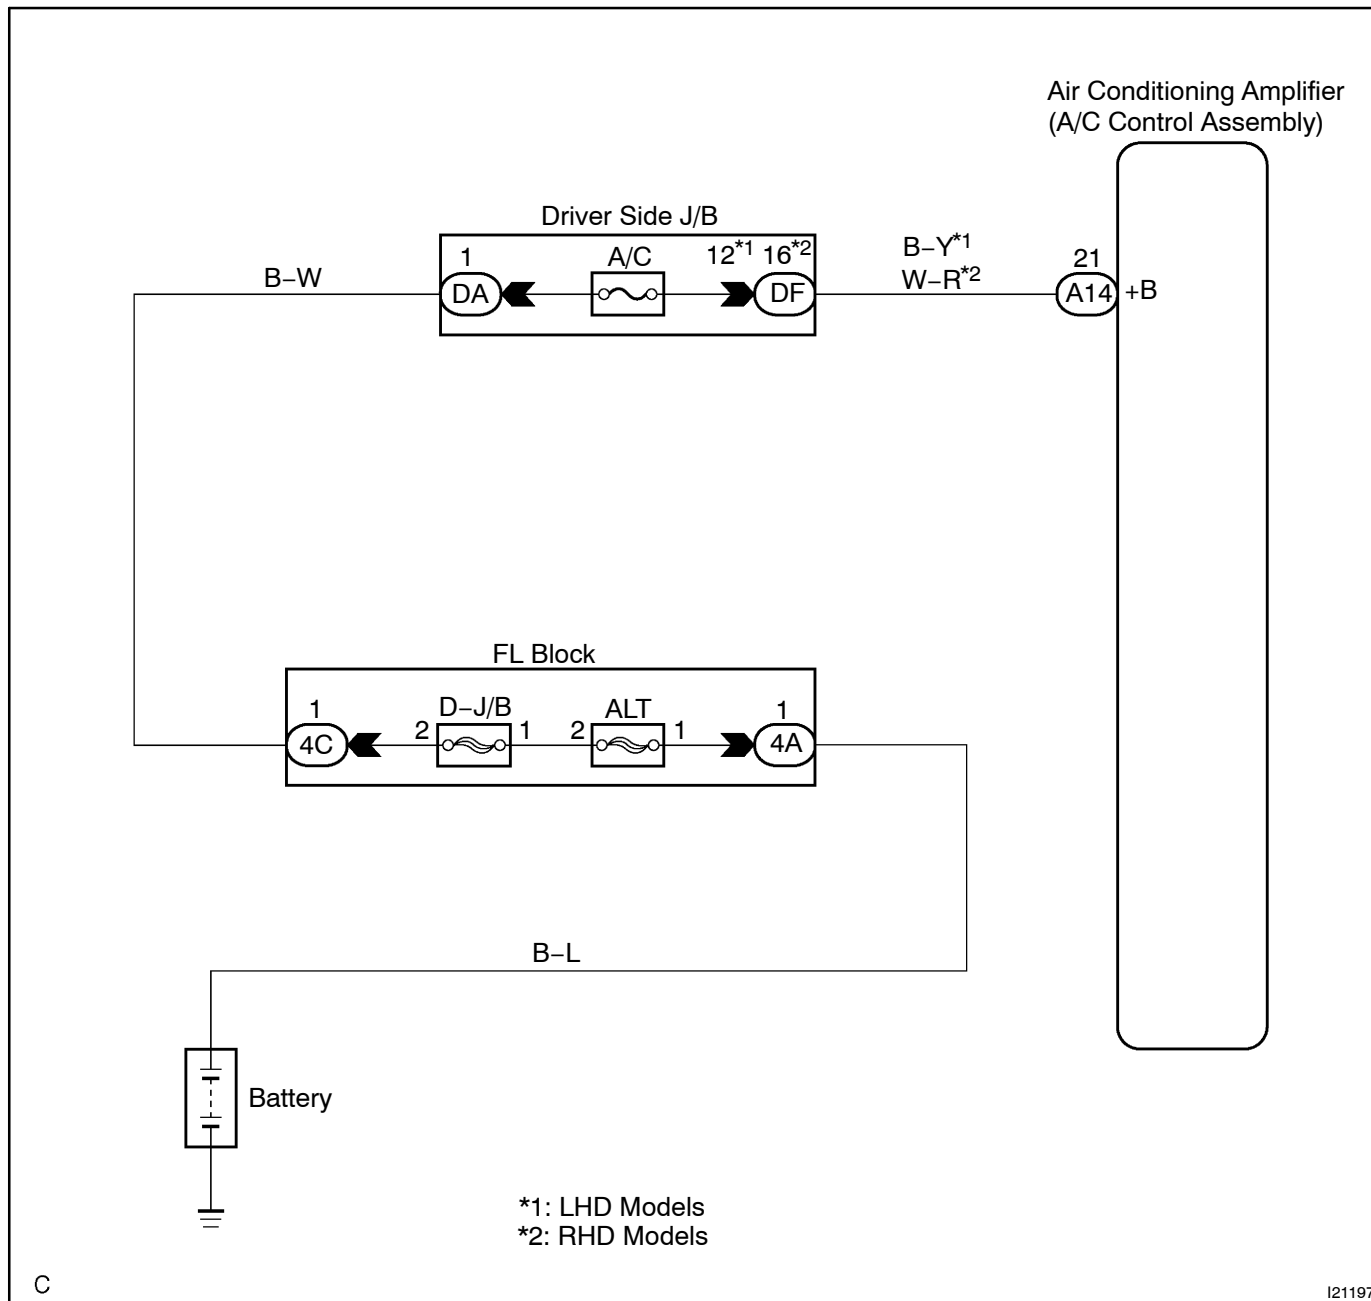 Air Conditioning Amplifier
(A/C Control Assembly)
Driver Side J/B
1
A/C
12*1 16*2
B-Y*1
W-R*2
21
B-W
DA
DF
A14
+B
FL Block
1
D-J/B
ALT
1
4C
2
1
2
1
4A
B-L
Battery
*1: LHD Models
*2: RHD Models
C
I21197